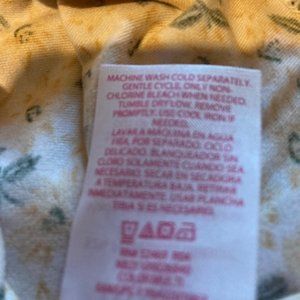 MACHINE WASH COLD SEPARATELY,
GENTLE CYCLE, ONLY NON-
CHLORINE BLEACH WHEN NEEDED,
TUMBLE DRY LOW, REMOVE
PROMPTLY. USE COOL IRON IF
NEEDED.
LAVAR A MAQUINA EN AGUA
FRIA, POR SEPARADO. CICLO
DELICADO. BLANQUEADOR SIN
CLORO SOLAMENTE CUANDO SEA
NECESARIO. SECAR EN SECADORA
A TEMPERATURA BAJA. RETIRAR
INMEDIATAMENTE. USAR PLANCHA
TIBIA SI ES NECESARIO.
RN#